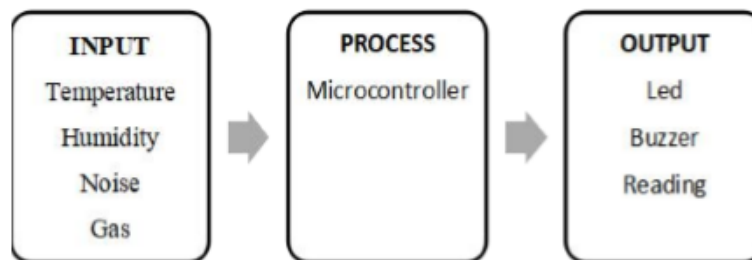 INPUT
Temperature
Humidity
Noise
Gas
PROCESS
Microcontroller
OUTPUT
Led
Buzzer
Reading